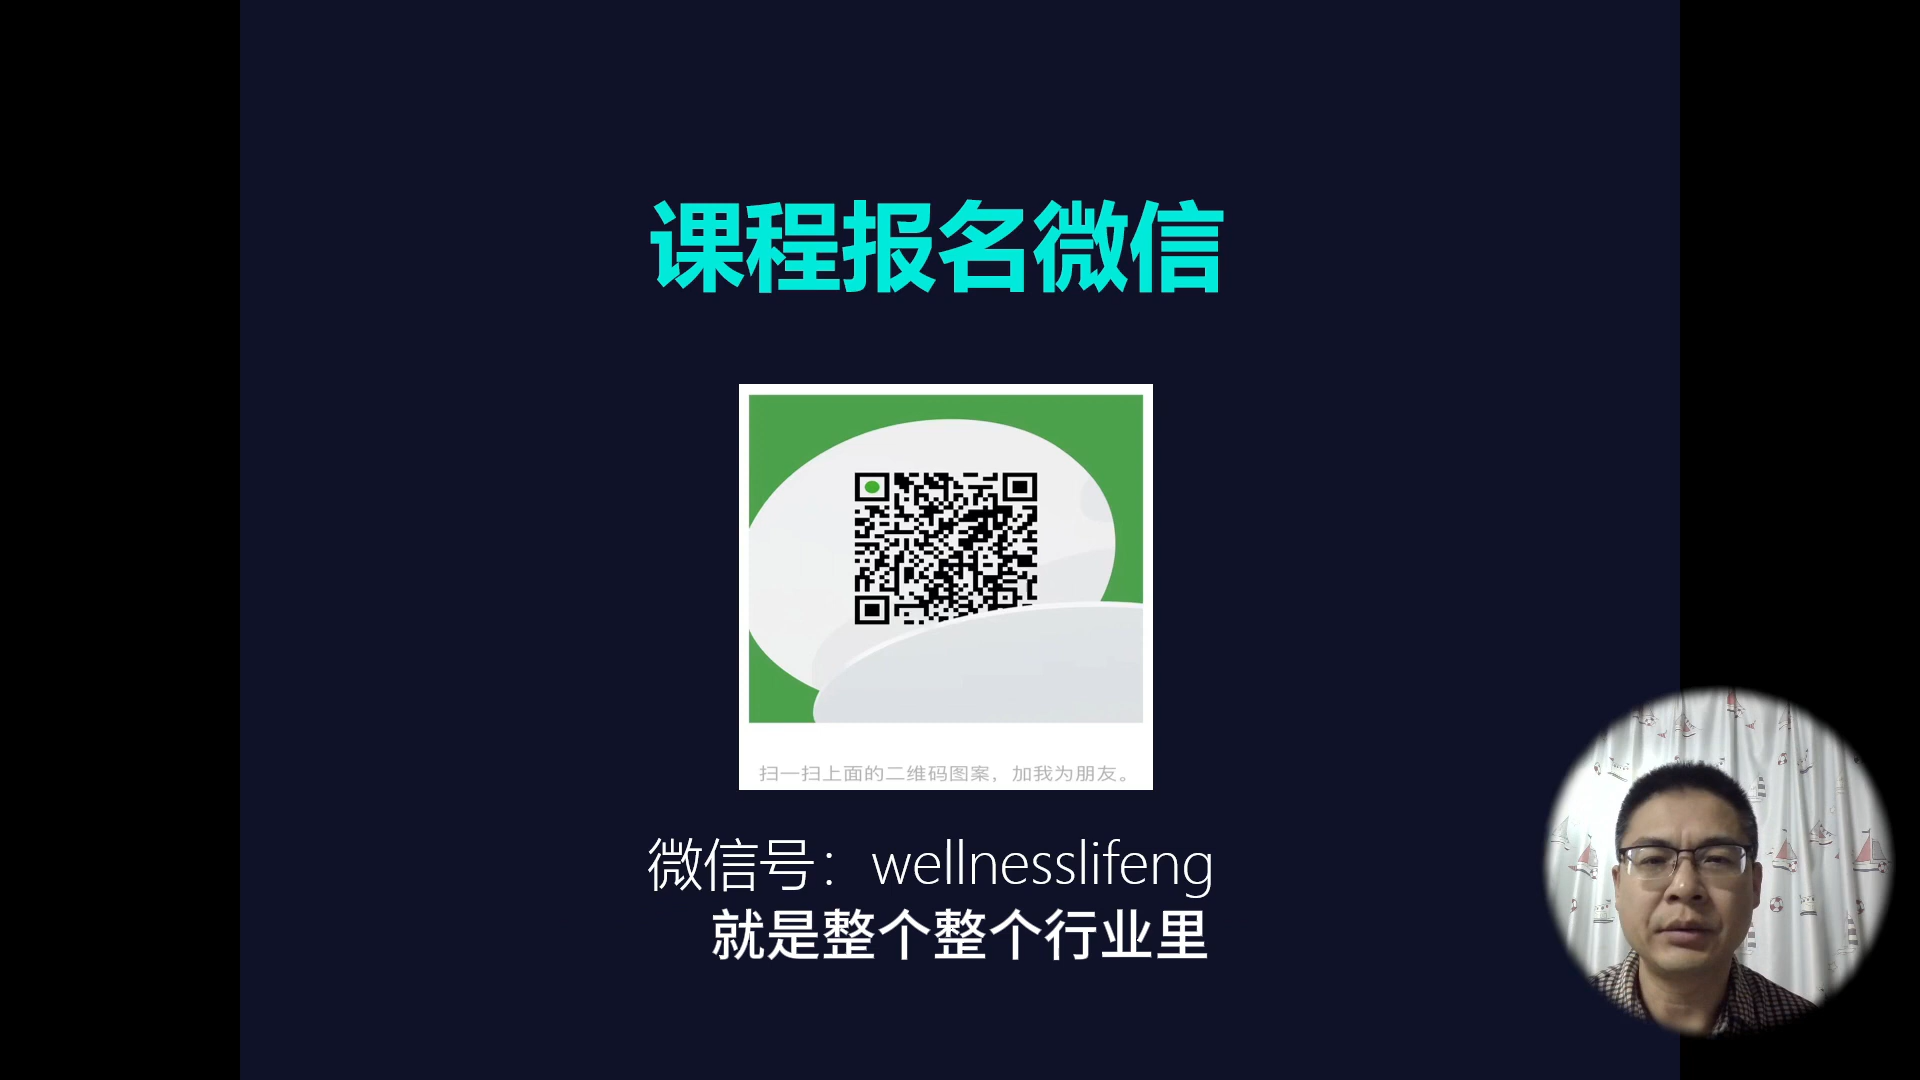 课程报名微信
扫一扫上面的二维码图案，加我为朋友。
微信号：wellnesslifeng
就是整个整个行业里